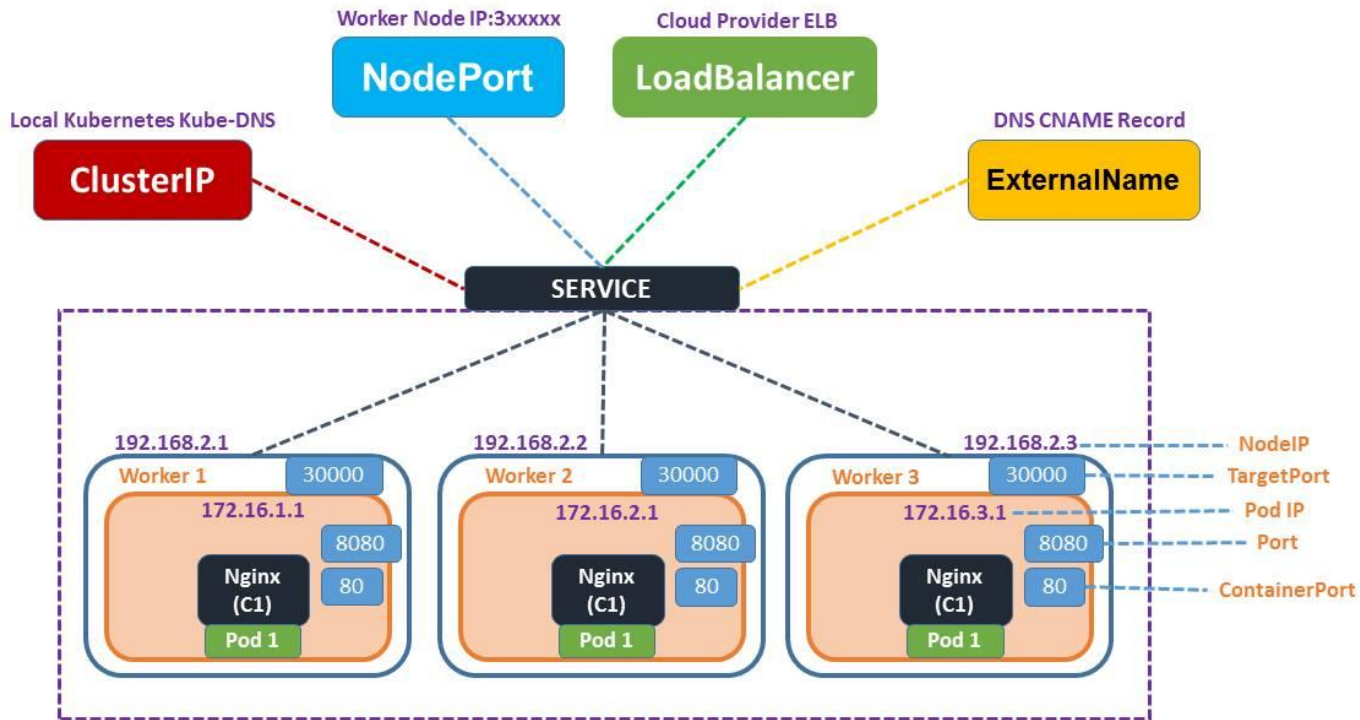 Worker Node IP:3xxxxx
Cloud Provider ELB
NodePort
LoadBalancer
Local Kubernetes Kube-DNS
DNS CNAME Record
ClusterIP
ExternalName
SERVICE
192.168.2.1
192.168.2.2
192.168.2.3
NodeIP
Worker 1
30000
Worker 2
30000
Worker 3
30000
TargetPort
172.16.1.1
172.16.2.1
172.16.3.1
Pod IP
8080
8080
8080
Port
Nginx
(C1)
80
Nginx
(C1)
80
Nginx
(C1)
80
ContainerPort
Pod 1
Pod 1
Pod 1